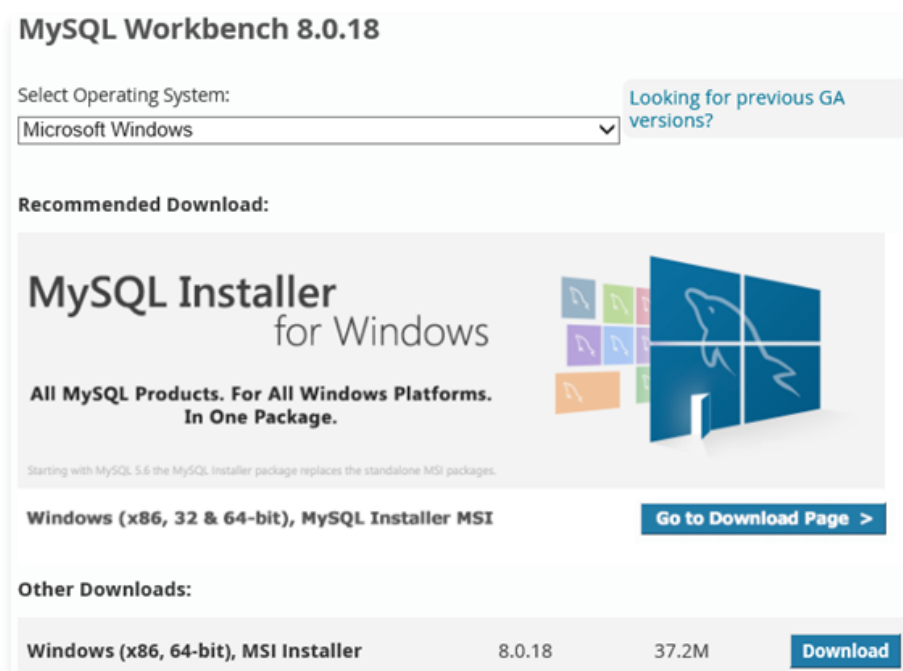 MySQL Workbench 8.0.18
Select Operating System:
Looking for previous GA
versions?
Microsoft Windows
Recommended Download:
MySQL Installer
for Windows
All MySQL Products. For All Windows Platforms.
In One Package.
Starting with MySQL 5.6 the MySQL Installer package replaces the standalone MSI packages.
Windows (x86, 32 & 64-bit), MySQL Installer MSI
Go to Download Page >
Other Downloads:
Windows (x86, 64-bit), MSI Installer 8.0.18 37.2M Download